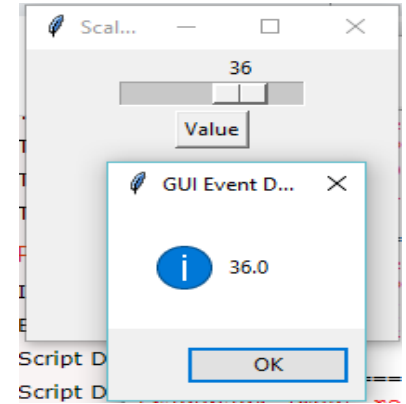 Scal...
36
Value
GUI Event D...
36.0
OK
Script D
Script D